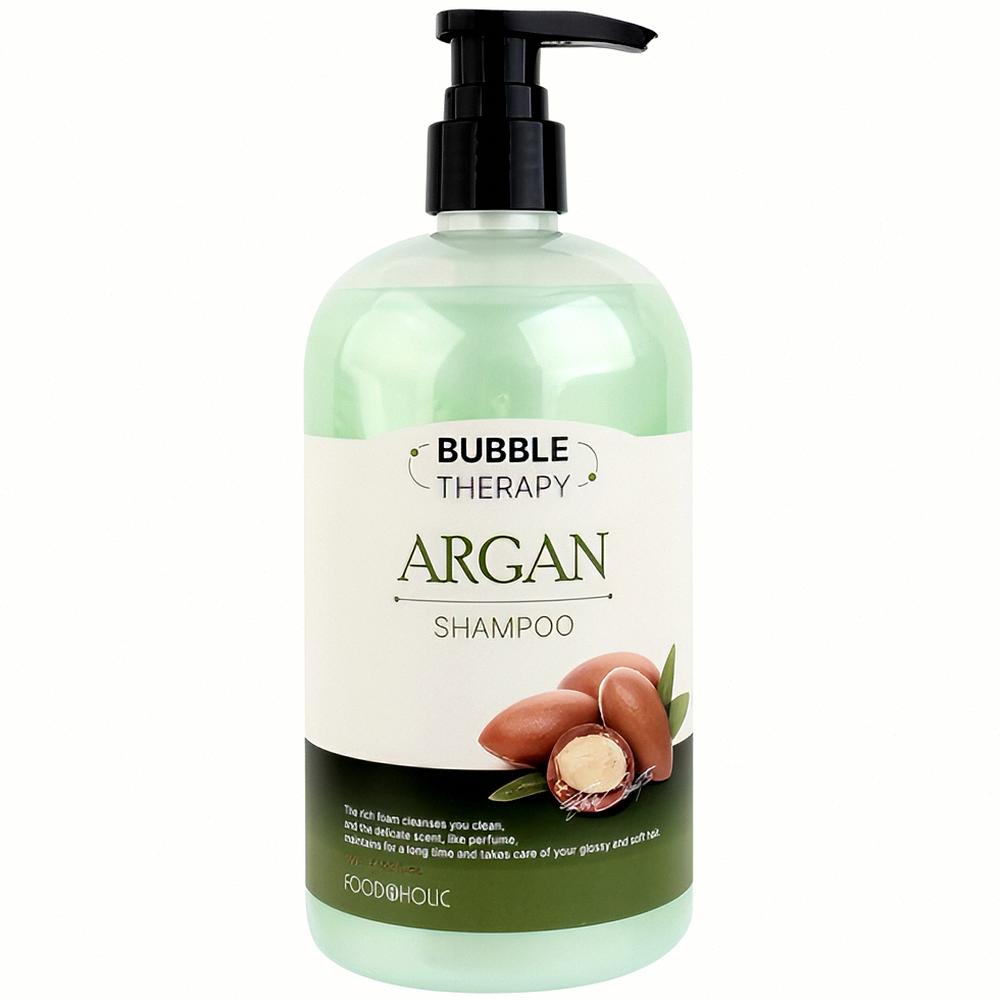 BUBBLE
THERAPY
ARGAN
SHAMPOO
The rich foam cleanses you clean,
and the delicate scent, like perfume,
maintains for a long time and takes care of your glossy and soft hair.
FOODAHOLIC